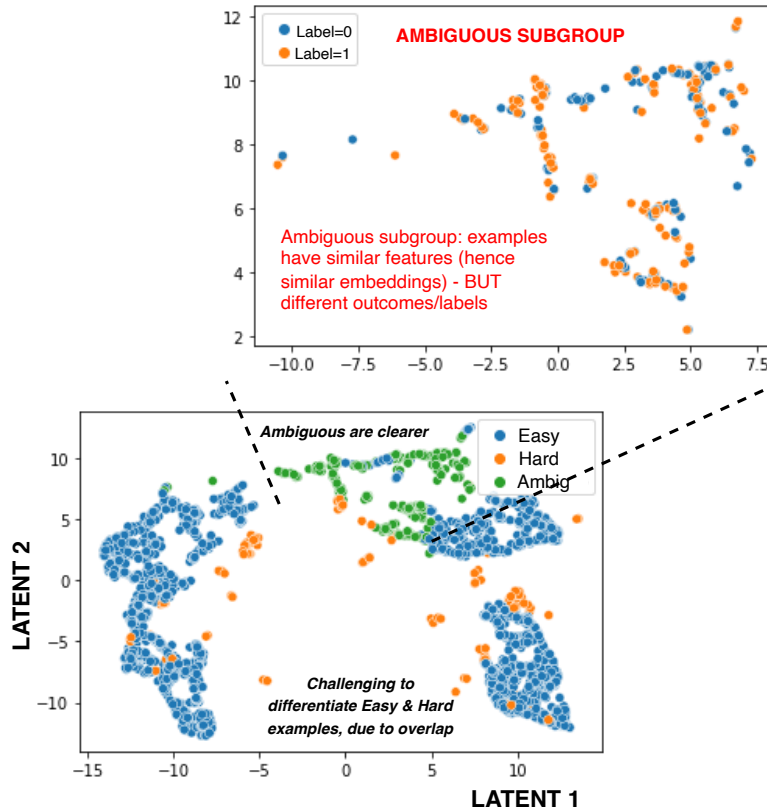 12
10
8
6
4
2
Label=0
Label=1
AMBIGUOUS SUBGROUP
Ambiguous subgroup: examples
have similar features (hence
similar embeddings) - BUT
different outcomes/labels
−10.0 −7.5 −5.0 −2.5 0.0 2.5 5.0 7.5
Ambiguous are clearer
Easy
Hard
Ambig
10
5
0
−5
−10
LATENT 2
Challenging to
differentiate Easy & Hard
examples, due to overlap
−15 −10 −5 0 5 10
LATENT 1